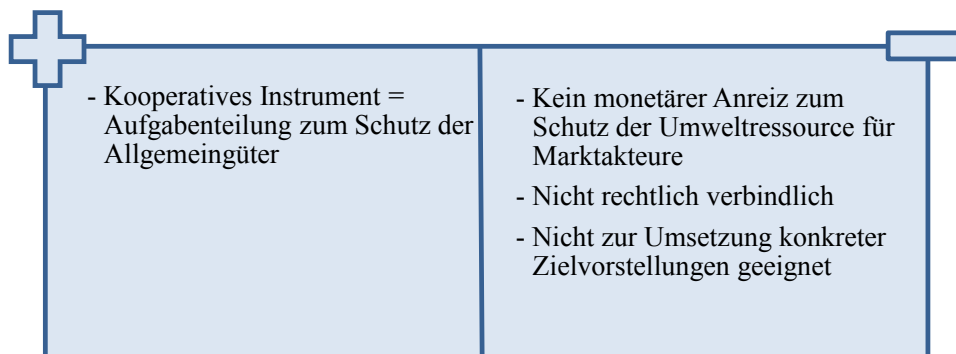 - Kooperatives Instrument =
Aufgabenteilung zum Schutz der
Allgemeingüter
- Kein monetärer Anreiz zum
Schutz der Umweltressource für
Marktakteure
- Nicht rechtlich verbindlich
- Nicht zur Umsetzung konkreter
Zielvorstellungen geeignet